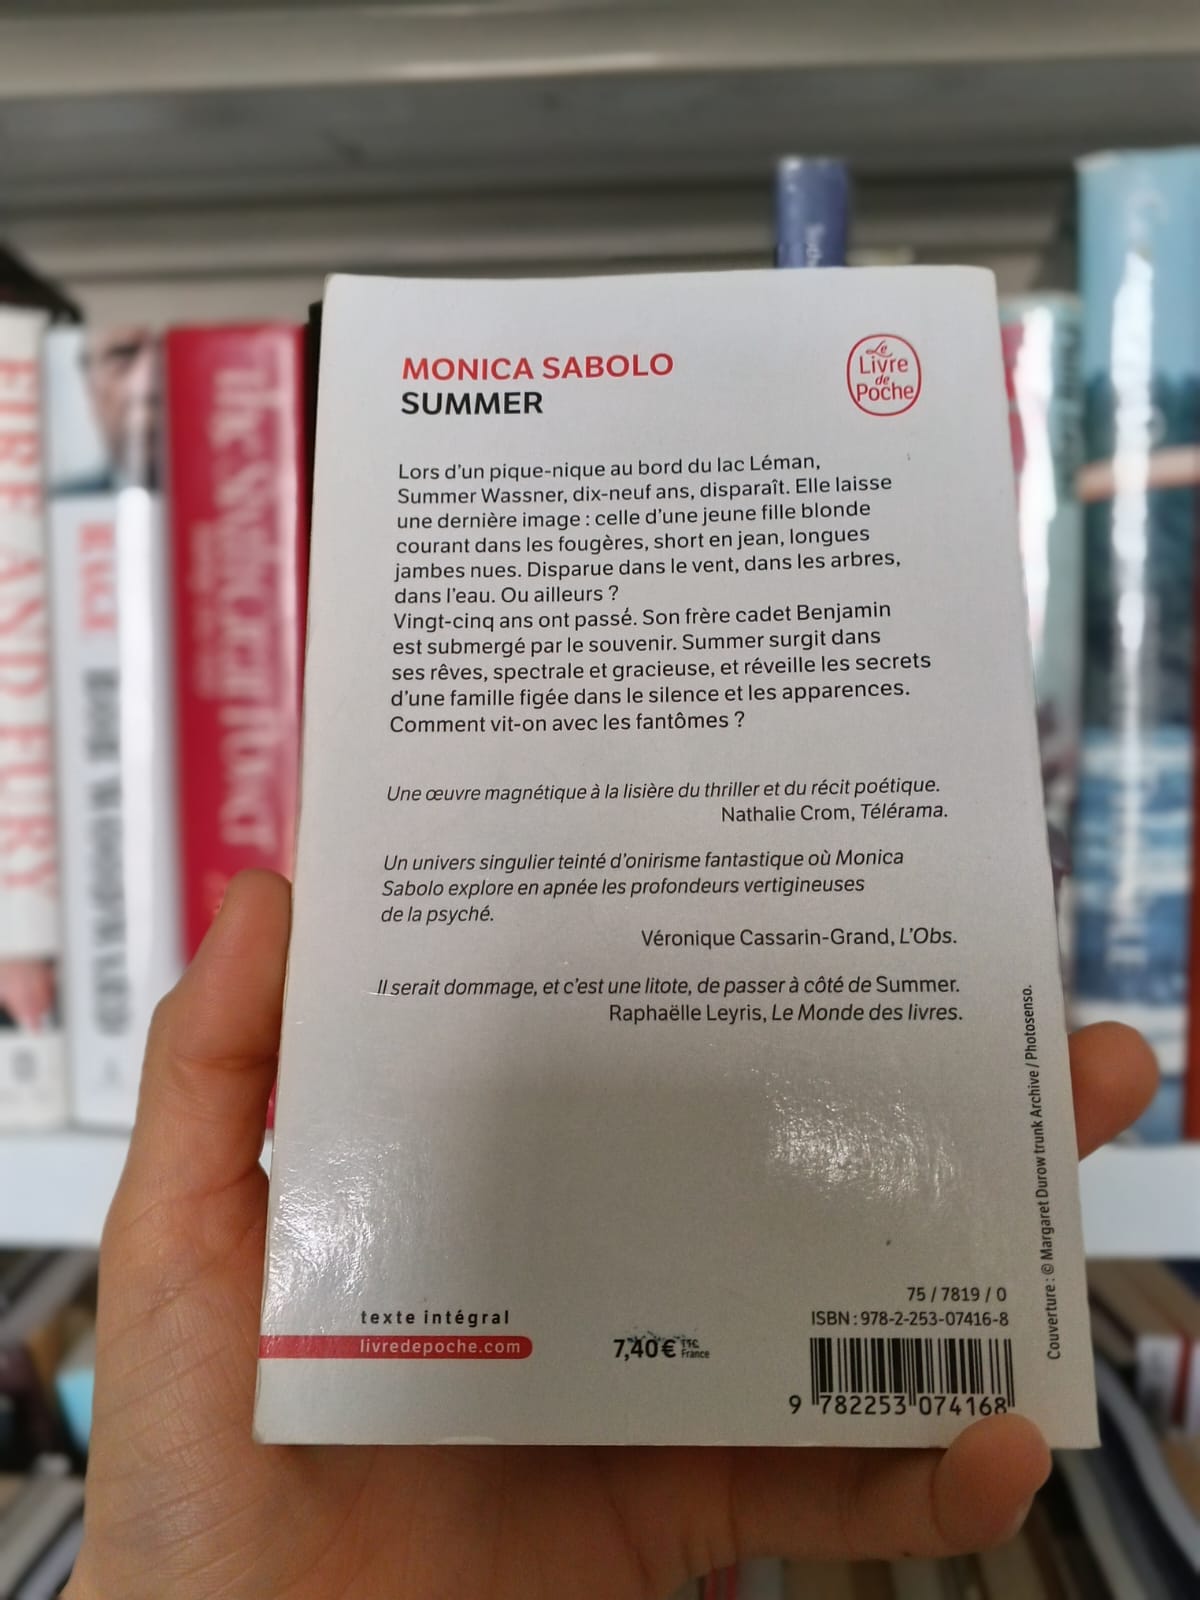 MONICA SABOLO
SUMMER
Le
Livre
de
Poche
Lors d'un pique-nique au bord du lac Léman,
Summer Wassner, dix-neuf ans, disparaît. Elle laisse
une dernière image : celle d'une jeune fille blonde
courant dans les fougères, short en jean, longues
jambes nues. Disparue dans le vent, dans les arbres,
dans l'eau. Ou ailleurs ?
Vingt-cinq ans ont passé. Son frère cadet Benjamin
est submergé par le souvenir. Summer surgit dans
ses rêves, spectrale et gracieuse, et réveille les secrets
d'une famille figée dans le silence et les apparences.
Comment vit-on avec les fantômes ?
Une œuvre magnétique à la lisière du thriller et du récit poétique.
Nathalie Crom, Télérama.
Un univers singulier teinté d'onirisme fantastique où Monica
Sabolo explore en apnée les profondeurs vertigineuses
de la psyché.
Véronique Cassarin-Grand, L'Obs.
Il serait dommage, et c'est une litote, de passer à côté de Summer.
Raphaëlle Leyris, Le Monde des livres.
Couverture : © Margaret Durow trunk Archive / Photosenso.
texte intégral
livredepoche.com
7,40 € TTC
France
75 / 7819 / 0
ISBN : 978-2-253-07416-8
9 782253 074168
FIRE AND FURY
BOB WOODWARD